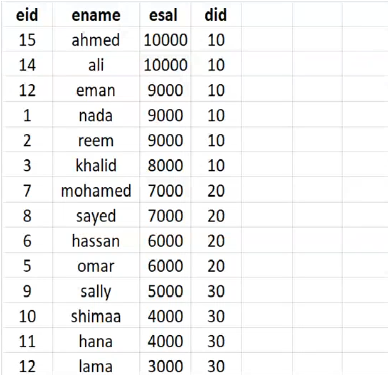 eid ename esal did
15 ahmed 10000 10
14 ali 10000 10
12 eman 9000 10
1 nada 9000 10
2 reem 9000 10
3 khalid 8000 10
7 mohamed 7000 20
8 sayed 7000 20
6 hassan 6000 20
5 omar 6000 20
9 sally 5000 30
10 shimaa 4000 30
11 hana 4000 30
12 lama 3000 30